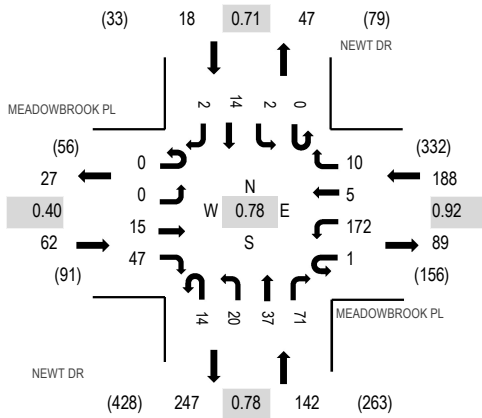 (33) 18 0.71 47 (79)
NEWT DR
2 14 2 0
MEADOWBROOK PL
(56) 0 10 (332)
27 0 N 5 188
0.40 W 0.78 E 0.92
62 15 S 172 89
(91) 47 1 (156)
14 20 37 71
MEADOWBROOK PL
NEWT DR
(428) 247 0.78 142 (263)